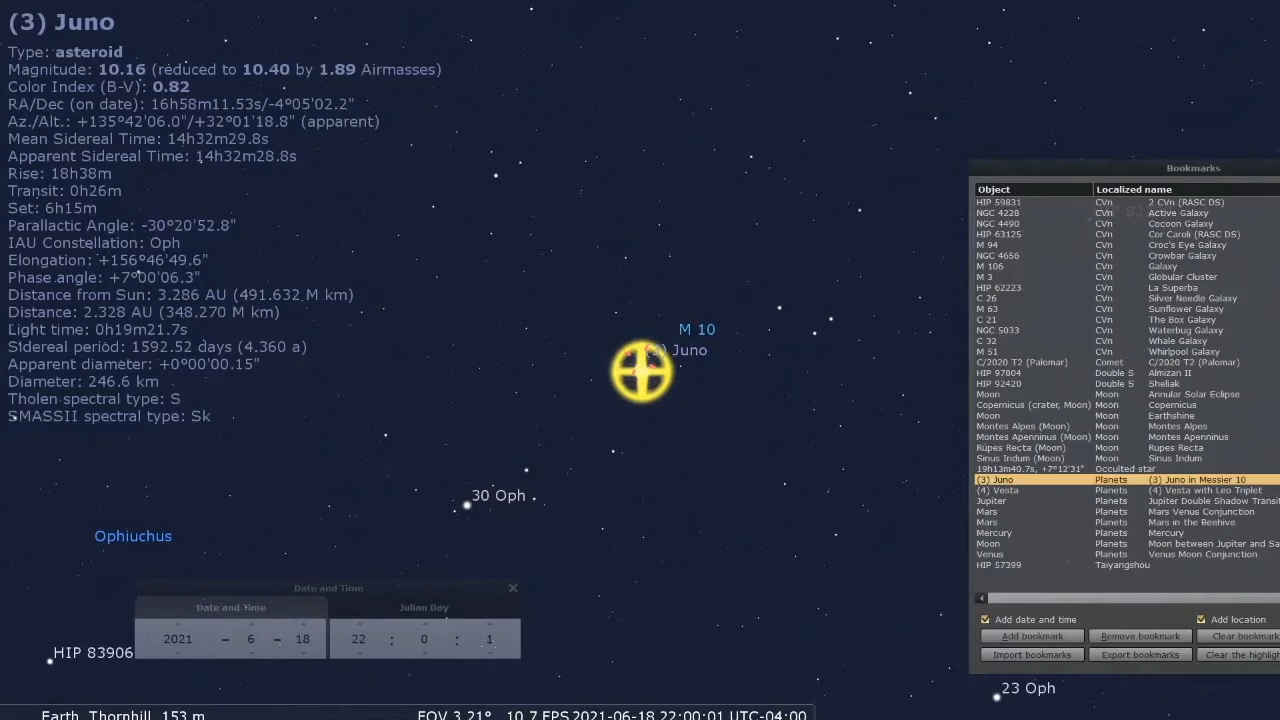 (3) Juno
Type: asteroid
Magnitude: 10.16 (reduced to 10.40 by 1.89 Airmasses)
Color Index (B-V): 0.82
RA/Dec (on date): 16h58m11.53s/-4°05'02.2"
Az./Alt.: +135°42'06.0"/+32°01'18.8" (apparent)
Mean Sidereal Time: 14h32m29.8s
Apparent Sidereal Time: 14h32m28.8s
Rise: 18h38m
Transit: 0h26m
Set: 6h15m
Parallactic Angle: -30°20'52.8"
IAU Constellation: Oph
Elongation: +156°46'49.6"
Phase angle: +7°00'06.3"
Distance from Sun: 3.286 AU (491.632 M km)
Distance: 2.328 AU (348.270 M km)
Light time: 0h19m21.7s
Sidereal period: 1592.52 days (4.360 a)
Apparent diameter: +0°00'00.15"
Diameter: 246.6 km
Tholen spectral type: S
SMASSII spectral type: Sk
M 10
Juno
30 Oph
Ophiuchus
HIP 83906
23 Oph
Date and Time
Date and Time Julian Day
2021 - 6 - 18 22 : 0 : 1
Bookmarks
Object Localized name
HIP 59831 CVn 2 CVn (RASC DS)
NGC 4228 CVn Active Galaxy
NGC 4490 CVn Cocoon Galaxy
HIP 63125 CVn Cor Caroli (RASC DS)
M 94 CVn Croc's Eye Galaxy
NGC 4656 CVn Crowbar Galaxy
M 106 CVn Galaxy
M 3 CVn Globular Cluster
HIP 62223 CVn La Superba
C 26 CVn Silver Needle Galaxy
M 63 CVn Sunflower Galaxy
C 21 CVn The Box Galaxy
NGC 5033 CVn Waterbug Galaxy
C 32 CVn Whale Galaxy
M 51 CVn Whirlpool Galaxy
C/2020 T2 (Palomar) Comet C/2020 T2 (Palomar)
HIP 97804 Double S Almizan II
HIP 92420 Double S Sheliak
Moon Moon Annular Solar Eclipse
Copernicus (crater, Moon) Moon Copernicus
Moon Moon Earthshine
Montes Alpes (Moon) Moon Montes Alpes
Montes Apenninus (Moon) Moon Montes Apenninus
Rupes Recta (Moon) Moon Rupes Recta
Sinus Iridum (Moon) Moon Sinus Iridum
19h13m40.7s, +7°12'31" Occulted star
(3) Juno Planets (3) Juno in Messier 10
(4) Vesta Planets (4) Vesta with Leo Triplet
Jupiter Planets Jupiter Double Shadow Transi
Mars Planets Mars Venus Conjunction
Mars Planets Mars in the Beehive
Mercury Planets Mercury
Moon Planets Moon between Jupiter and Sa
Venus Planets Venus Moon Conjunction
HIP 57399 Taiyangshou
Add date and time Add location
Add bookmark Remove bookmark Clear bookmark
Import bookmarks Export bookmarks Clear the highligh
Earth, Thornhill, 153 m FOV 3.21° 10.7 FPS 2021-06-18 22:00:01 UTC-04:00